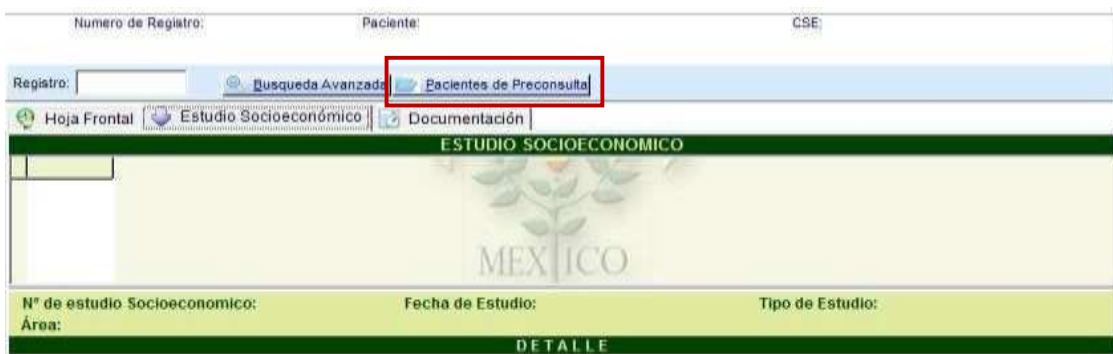 Numero de Registro: Paciente: CSE:
Registro: Busqueda Avanzada Pacientes de Preconsulta
Hoja Frontal Estudio Socioeconómico Documentación
ESTUDIO SOCIOECONOMICO
MEXICO
Nº de estudio Socioeconomico: Fecha de Estudio: Tipo de Estudio:
Área:
DETALLE